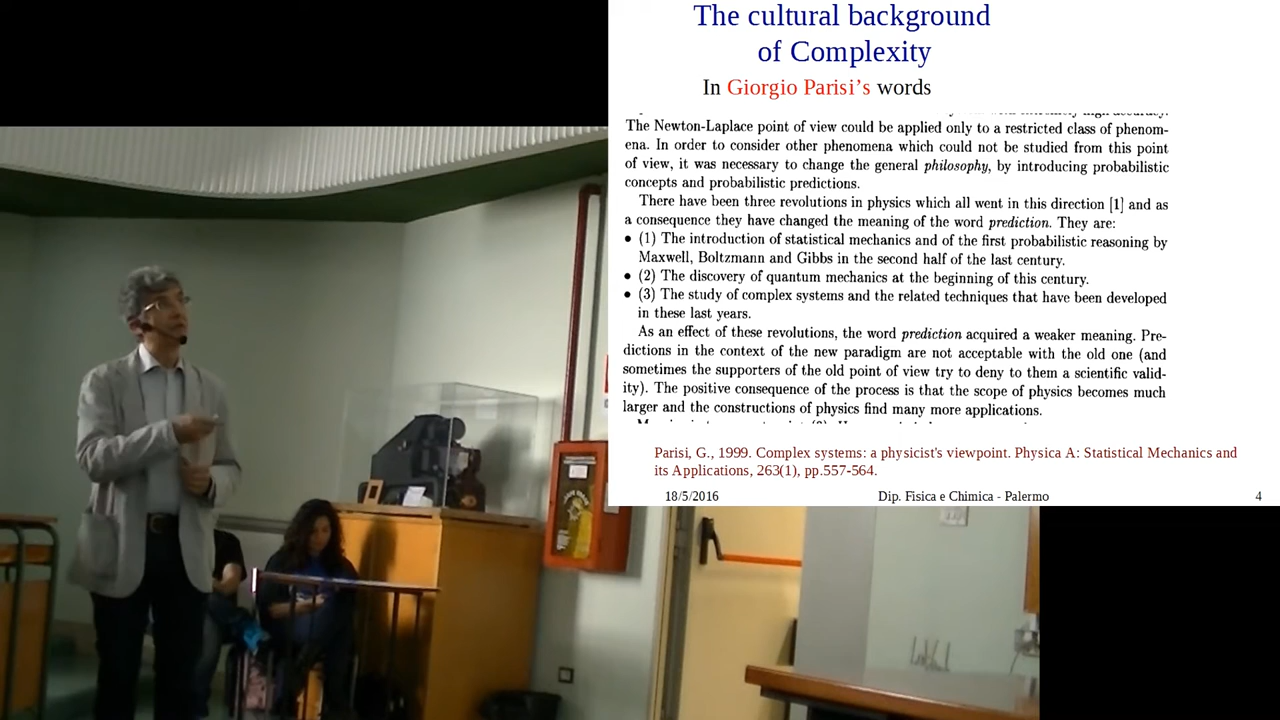 The cultural background
of Complexity
In Giorgio Parisi's words
The Newton-Laplace point of view could be applied only to a restricted class of phenom-
ena. In order to consider other phenomena which could not be studied from this point
of view, it was necessary to change the general philosophy, by introducing probabilistic
concepts and probabilistic predictions.
There have been three revolutions in physics which all went in this direction [1] and as
a consequence they have changed the meaning of the word prediction. They are:
• (1) The introduction of statistical mechanics and of the first probabilistic reasoning by
Maxwell, Boltzmann and Gibbs in the second half of the last century.
• (2) The discovery of quantum mechanics at the beginning of this century.
• (3) The study of complex systems and the related techniques that have been developed
in these last years.
As an effect of these revolutions, the word prediction acquired a weaker meaning. Pre-
dictions in the context of the new paradigm are not acceptable with the old one (and
sometimes the supporters of the old point of view try to deny to them a scientific valid-
ity). The positive consequence of the process is that the scope of physics becomes much
larger and the constructions of physics find many more applications.
Parisi, G., 1999. Complex systems: a physicist's viewpoint. Physica A: Statistical Mechanics and
its Applications, 263(1), pp.557-564.
18/5/2016 Dip. Fisica e Chimica - Palermo 4